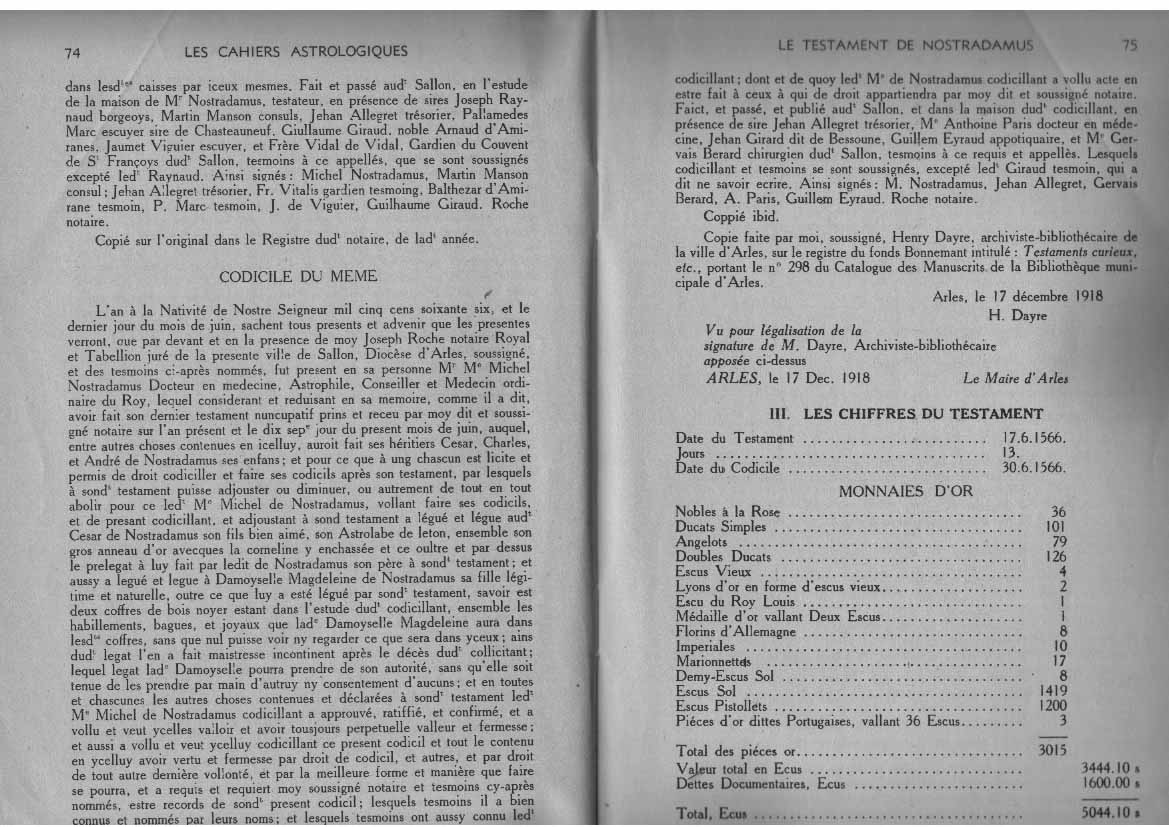 74 LES CAHIERS ASTROLOGIQUES
dans lesd^tes caisses par iceux mesmes. Fait et passé aud^t Sallon, en l'estude
de la maison de M^r Nostradamus, testateur, en présence de sires Joseph Ray-
naud borgeoys, Martin Manson consuls, Jehan Allegret trésorier, Pallamedes
Marc escuyer sire de Chasteauneuf, Giullaume Giraud, noble Arnaud d'Ami-
ranes, Jaumet Viguier escuyer, et Frère Vidal de Vidal, Gardien du Couvent
de S^t Françoys dud^t Sallon, tesmoins à ce appellés, que se sont soussignés
excepté led^t Raynaud. Ainsi signés : Michel Nostradamus, Martin Manson
consul ; Jehan Allegret trésorier, Fr. Vitalis gardien tesmoing, Balthezar d'Ami-
rane tesmoin, P. Marc tesmoin, J. de Viguier, Guilhaume Giraud. Roche
notaire.
Copié sur l'original dans le Registre dud^t notaire, de lad^t année.
CODICILE DU MEME
L'an à la Nativité de Nostre Seigneur mil cinq cens soixante six, et le
dernier jour du mois de juin, sachent tous presents et advenir que les presentes
verront, que par devant et en la presence de moy Joseph Roche notaire Royal
et Tabellion juré de la presente ville de Sallon, Diocèse d'Arles, soussigné,
et des tesmoins ci-après nommés, fut present en sa personne M^r M^e Michel
Nostradamus Docteur en medecine, Astrophile, Conseiller et Medecin ordi-
naire du Roy, lequel considerant et reduisant en sa memoire, comme il a dit,
avoir fait son dernier testament nuncupatif prins et receu par moy dit et soussi-
gné notaire sur l'an présent et le dix sep^e jour du present mois de juin, auquel,
entre autres choses contenues en icelluy, auroit fait ses héritiers Cesar, Charles,
et André de Nostradamus ses enfans ; et pour ce que à ung chascun est licite et
permis de droit codiciller et faire ses codicils après son testament, par lesquels
à sond^t testament puisse adjouster ou diminuer, ou autrement de tout en tout
abolir pour ce led^t M^e Michel de Nostradamus, vollant faire ses codicils,
et de presant codicillant, et adjoustant à sond testament a légué et légue aud^t
Cesar de Nostradamus son fils bien aimé, son Astrolabe de leton, ensemble son
gros anneau d'or avecques la corneline y enchassée et ce oultre et par dessus
le prelegat à luy fait par ledit de Nostradamus son père à sond^t testament ; et
aussy a legué et legue à Damoyselle Magdeleine de Nostradamus sa fille légi-
time et naturelle, outre ce que luy a esté légué par sond^t testament, savoir est
deux coffres de bois noyer estant dans l'estude dud^t codicillant, ensemble les
habillements, bagues, et joyaux que lad^e Damoyselle Magdeleine aura dans
lesd^ts coffres, sans que nul puisse voir ny regarder ce que sera dans yceux ; ains
dud^t legat l'en a fait maistresse incontinent après le décès dud^t collicitant ;
lequel legat lad^e Damoyselle pourra prendre de son autorité, sans qu'elle soit
tenue de les prendre par main d'autruy ny consentement d'aucuns ; et en toutes
et chascunes les autres choses contenues et déclarées à sond^t testament led^t
M^e Michel de Nostradamus codicillant a approuvé, ratiffié, et confirmé, et a
vollu et veut ycelles valloir et avoir tousjours perpetuelle valleur et fermesse ;
et aussi a vollu et veut ycelluy codicillant ce present codicil et tout le contenu
en ycelluy avoir vertu et fermesse par droit de codicil, et autres, et par droit
de tout autre dernière vollonté, et par la meilleure forme et manière que faire
se pourra, et a requis et requiert moy soussigné notaire et tesmoins cy-après
nommés, estre records de sond^t present codicil ; lesquels tesmoins il a bien
connus et nommés par leurs noms ; et lesquels tesmoins ont aussy connu led^t
LE TESTAMENT DE NOSTRADAMUS 75
codicillant ; dont et de quoy led^t M^e de Nostradamus codicillant a vollu acte en
estre fait à ceux à qui de droit appartiendra par moy dit et soussigné notaire.
Faict, et passé, et publié aud^t Sallon, et dans la maison dud^t codicillant, en
présence de sire Jehan Allegret trésorier, M^e Anthoine Paris docteur en méde-
cine, Jehan Girard dit de Bessoune, Guillem Eyraud appotiquaire, et M^e Ger-
vais Berard chirurgien dud^t Sallon, tesmoins à ce requis et appellès. Lesquels
codicillant et tesmoins se sont soussignés, excepté led^t Giraud tesmoin, qui a
dit ne savoir ecrire. Ainsi signés : M. Nostradamus, Jehan Allegret, Gervais
Berard, A. Paris, Guillem Eyraud. Roche notaire.
Coppié ibid.
Copie faite par moi, soussigné, Henry Dayre, archiviste-bibliothécaire de
la ville d'Arles, sur le registre du fonds Bonnemant intitulé : Testaments curieux,
etc., portant le n° 298 du Catalogue des Manuscrits de la Bibliothèque muni-
cipale d'Arles.
Arles, le 17 décembre 1918
H. Dayre
Vu pour légalisation de la
signature de M. Dayre, Archiviste-bibliothécaire
apposée ci-dessus
ARLES, le 17 Dec. 1918 Le Maire d'Arles
III. LES CHIFFRES DU TESTAMENT
Date du Testament ........................ 17.6.1566.
Jours ........................ 13.
Date du Codicile ........................ 30.6.1566.
MONNAIES D'OR
Nobles à la Rose ........................ 36
Ducats Simples ........................ 101
Angelots ........................ 79
Doubles Ducats ........................ 126
Escus Vieux ........................ 4
Lyons d'or en forme d'escus vieux.................. 2
Escu du Roy Louis ........................ 1
Médaille d'or vallant Deux Escus.................. 1
Florins d'Allemagne ........................ 8
Imperiales ........................ 10
Marionnettes ........................ 17
Demy-Escus Sol ........................ 8
Escus Sol ........................ 1419
Escus Pistollets ........................ 1200
Piéces d'or dittes Portugaises, vallant 36 Escus......... 3
Total des piéces or........................ 3015
Valeur total en Ecus ........................ 3444.10 s
Dettes Documentaires, Ecus ........................ 1600.00 s
Total, Ecus ........................ 5044.10 s